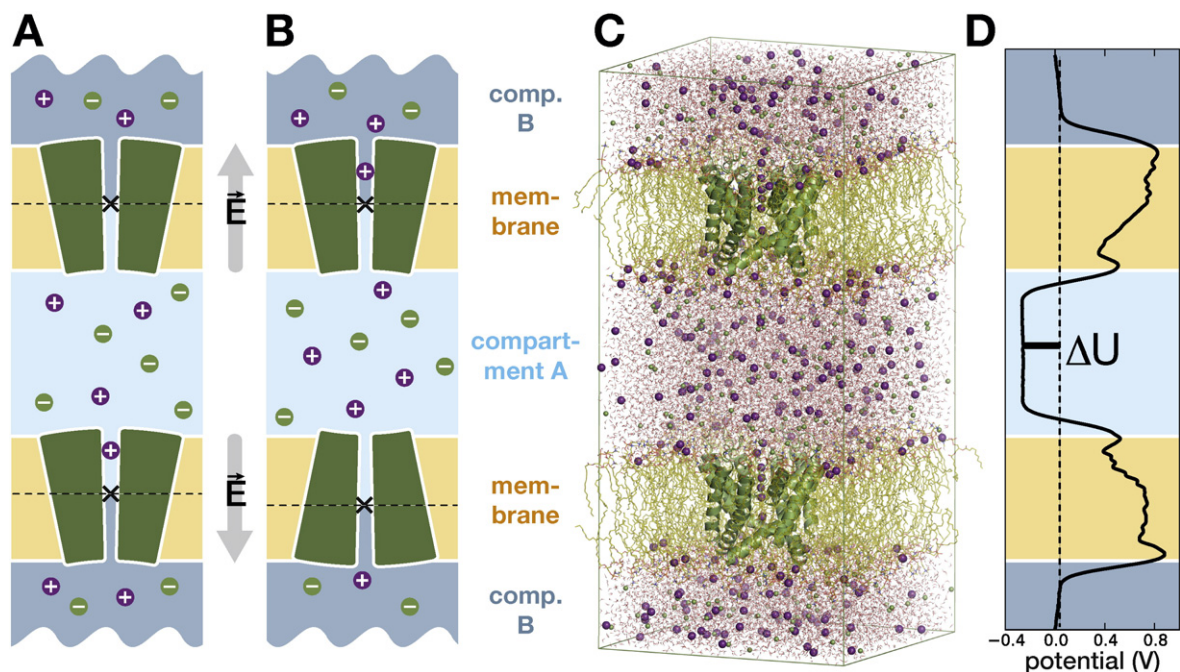 A
B
C
D
comp.
B
mem-
brane
compart-
ment A
mem-
brane
comp.
B
E
E
+
−
+
−
+
−
+
−
+
+
−
+
−
−
+
−
+
+
−
+
−
−
+
+
+
−
−
−
+
+
−
+
−
−
+
−
ΔU
−0.4
0.0
0.4
0.8
potential (V)